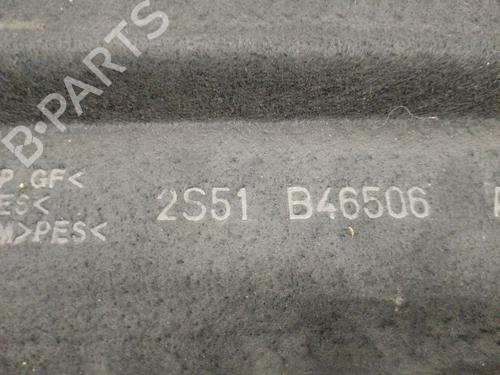 B-PARTS
P GF<
ES<
M>PES<
2S51 B46506